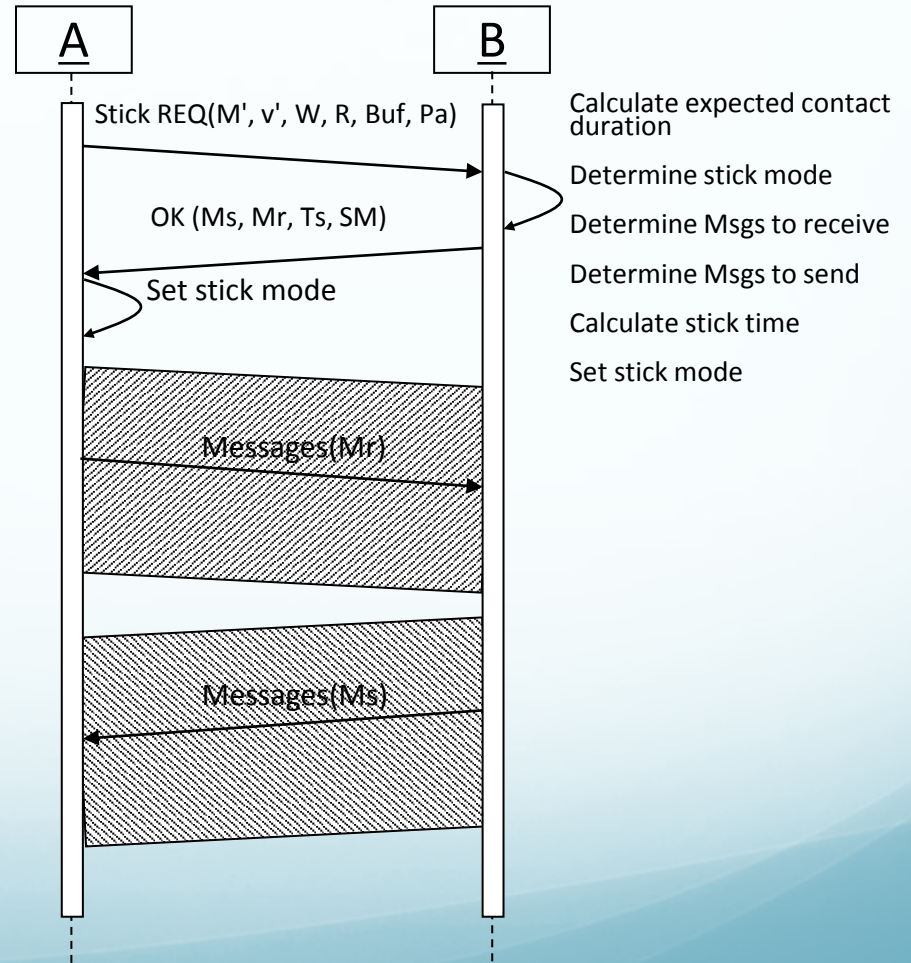 A
B
Stick REQ(M', v', W, R, Buf, Pa)
Calculate expected contact
duration
Determine stick mode
OK (Ms, Mr, Ts, SM)
Determine Msgs to receive
Determine Msgs to send
Set stick mode
Calculate stick time
Set stick mode
Messages(Mr)
Messages(Ms)